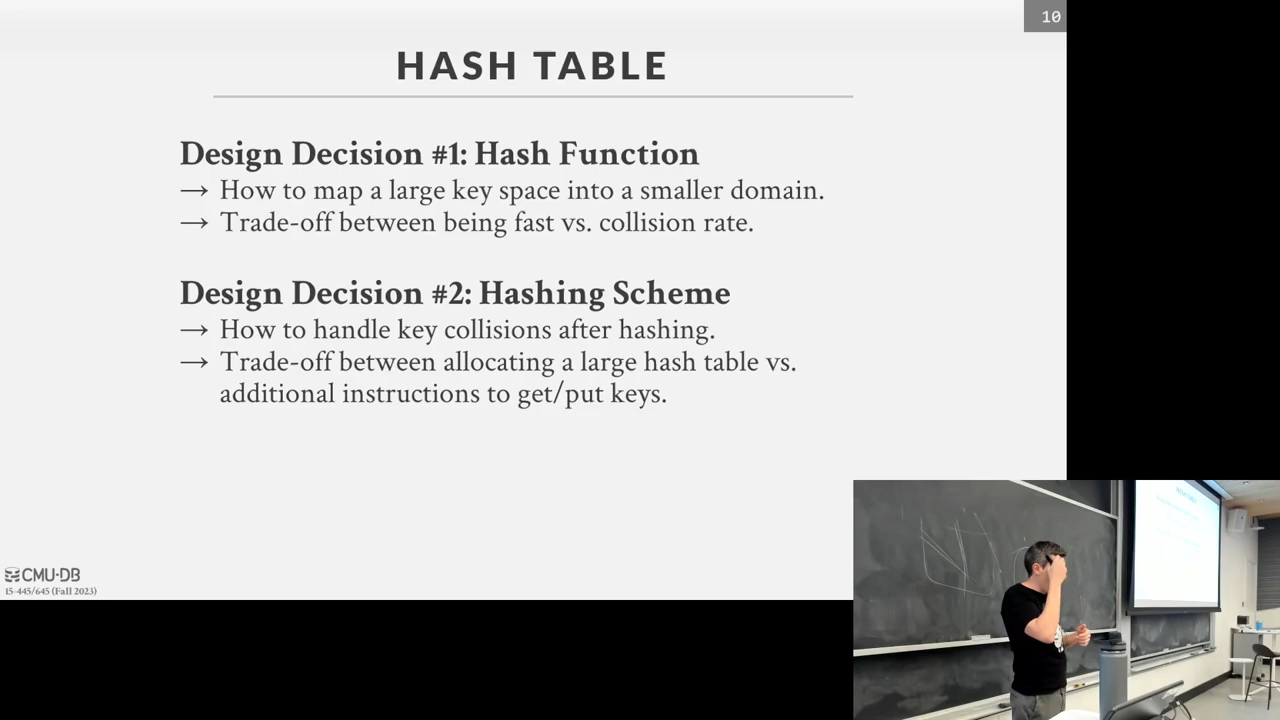 10
HASH TABLE
Design Decision #1: Hash Function
→ How to map a large key space into a smaller domain.
→ Trade-off between being fast vs. collision rate.
Design Decision #2: Hashing Scheme
→ How to handle key collisions after hashing.
→ Trade-off between allocating a large hash table vs.
additional instructions to get/put keys.
CMU·DB
15-445/645 (Fall 2023)